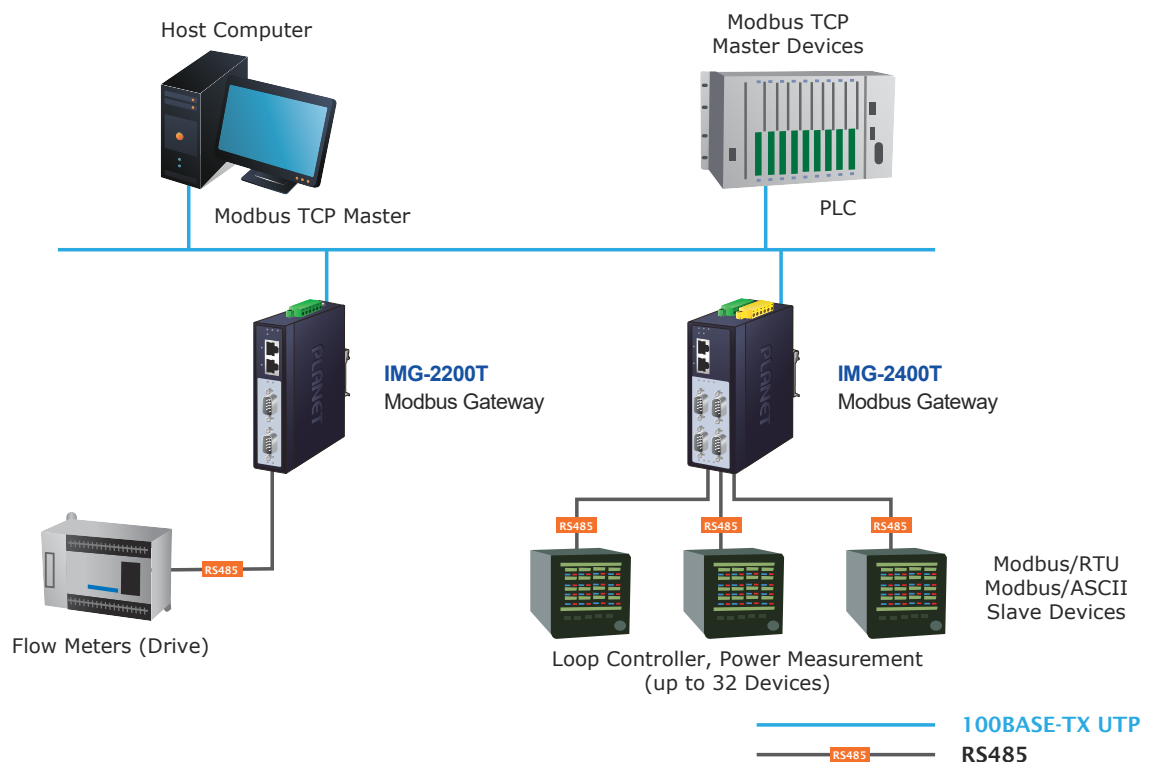 Host Computer
Modbus TCP
Master Devices
Modbus TCP Master
PLC
PLANET
IMG-2200T
Modbus Gateway
PLANET
IMG-2400T
Modbus Gateway
RS485
RS485
RS485
RS485
Modbus/RTU
Modbus/ASCII
Slave Devices
Flow Meters (Drive)
Loop Controller, Power Measurement
(up to 32 Devices)
100BASE-TX UTP
RS485
RS485